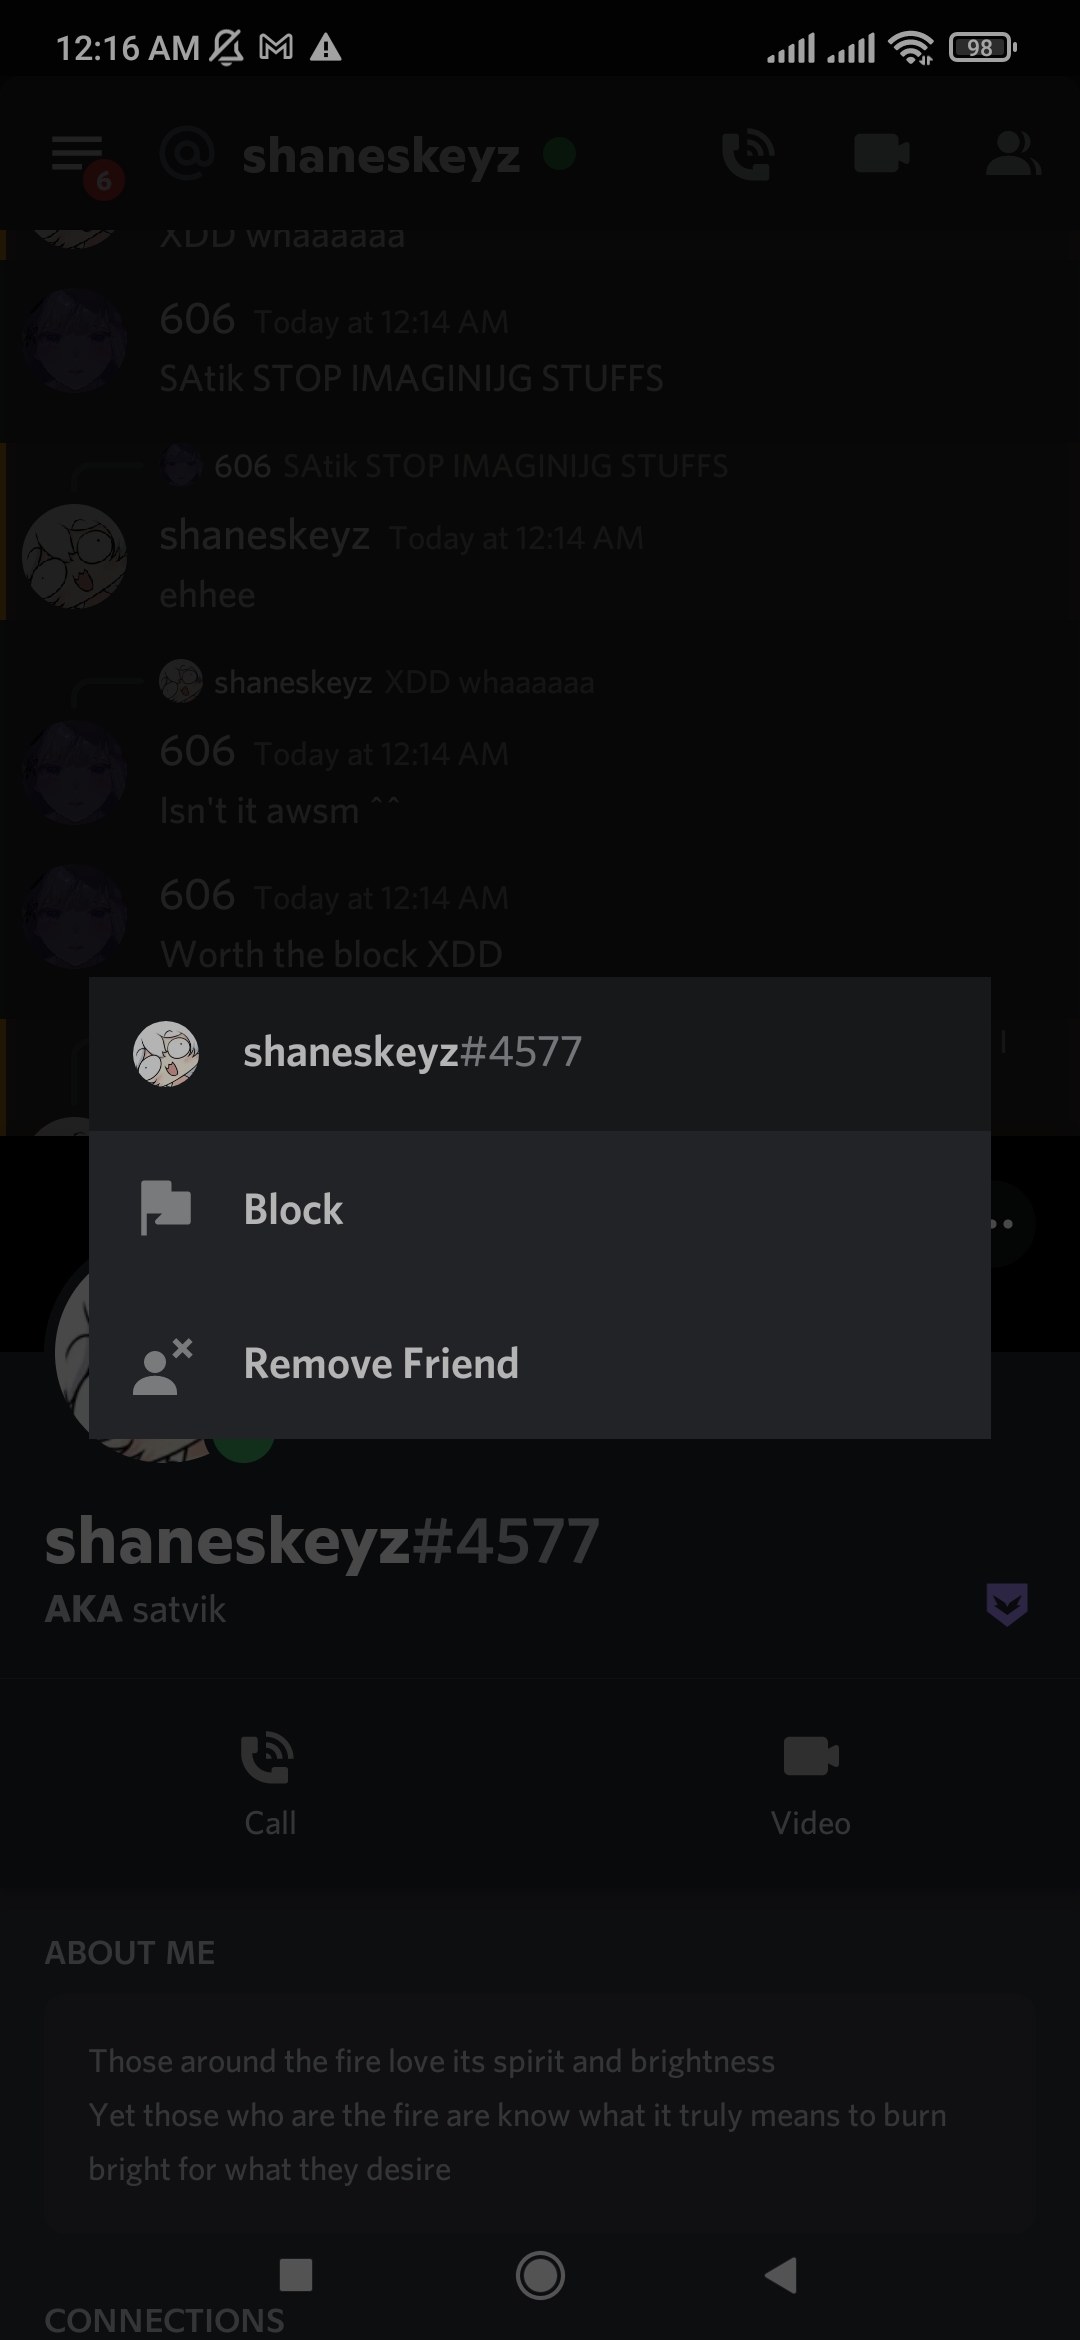 12:16 AM 98
6 shaneskeyz
XDD whaaaaaa
606 Today at 12:14 AM
SAtik STOP IMAGINIJG STUFFS
606 SAtik STOP IMAGINIJG STUFFS
shaneskeyz Today at 12:14 AM
ehhee
shaneskeyz XDD whaaaaaa
606 Today at 12:14 AM
Isn't it awsm ^^
606 Today at 12:14 AM
Worth the block XDD
shaneskeyz#4577
Block
Remove Friend
shaneskeyz#4577
AKA satvik
Call Video
ABOUT ME
Those around the fire love its spirit and brightness
Yet those who are the fire are know what it truly means to burn
bright for what they desire
CONNECTIONS